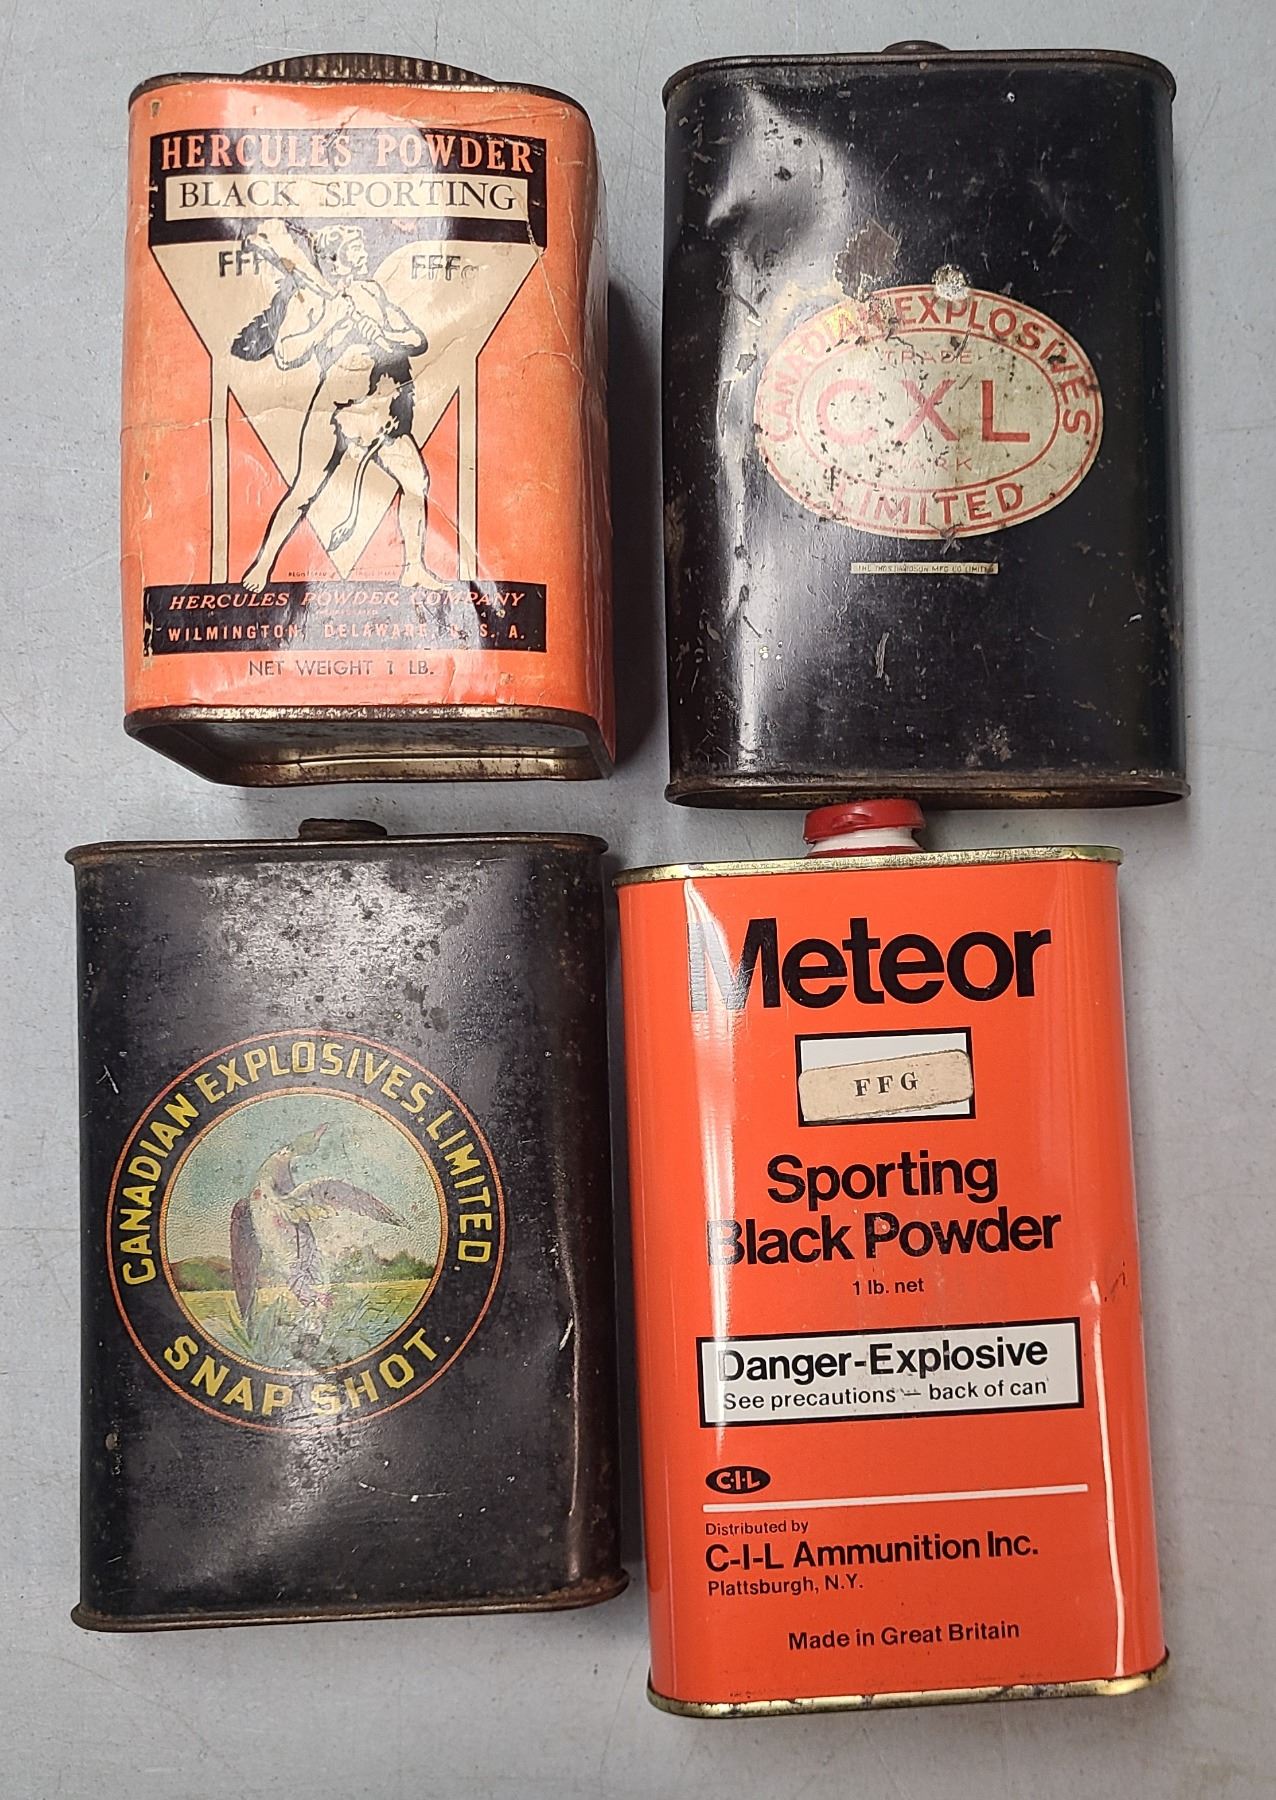 HERCULES POWDER
BLACK SPORTING
FFF FFFG
HERCULES POWDER COMPANY
WILMINGTON, DELAWARE, U. S. A.
NET WEIGHT 1 LB.
CANADIAN EXPLOSIVES
TRADE
CXL
MARK
LIMITED
CANADIAN EXPLOSIVES, LIMITED.
SNAP SHOT.
Meteor
FFG
Sporting
Black Powder
1 lb. net
Danger-Explosive
See precautions — back of can
C-I-L
Distributed by
C-I-L Ammunition Inc.
Plattsburgh, N.Y.
Made in Great Britain